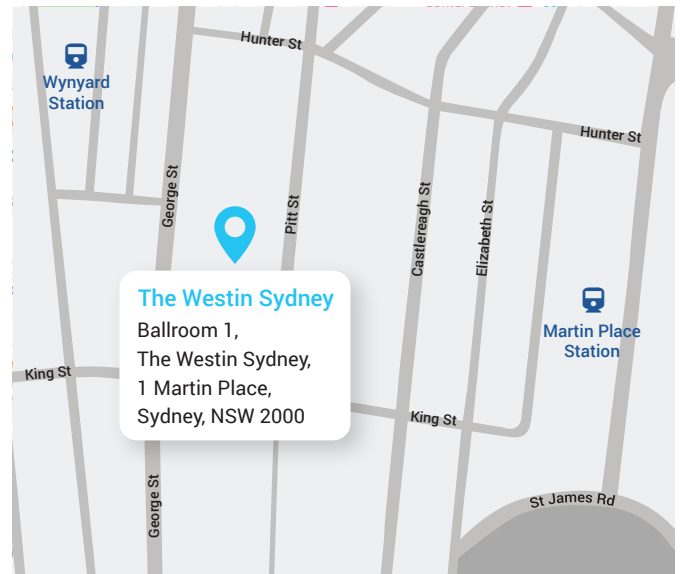 Hunter St
Wynyard
Station
Hunter St
George St
Pitt St
Castlereagh St
Elizabeth St
The Westin Sydney
Ballroom 1,
The Westin Sydney,
1 Martin Place,
Sydney, NSW 2000
Martin Place
Station
King St
King St
George St
St James Rd